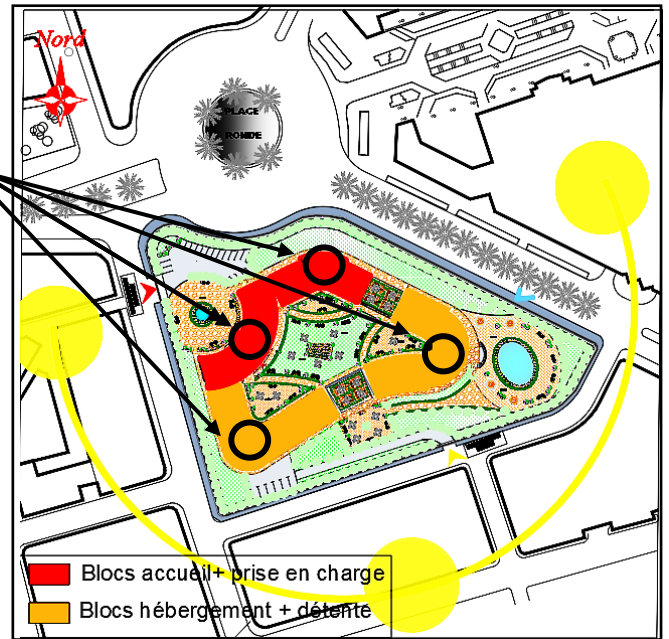 Nord
PLACE
RONDE
Blocs accueil+ prise en charge
Blocs hébergement + détente